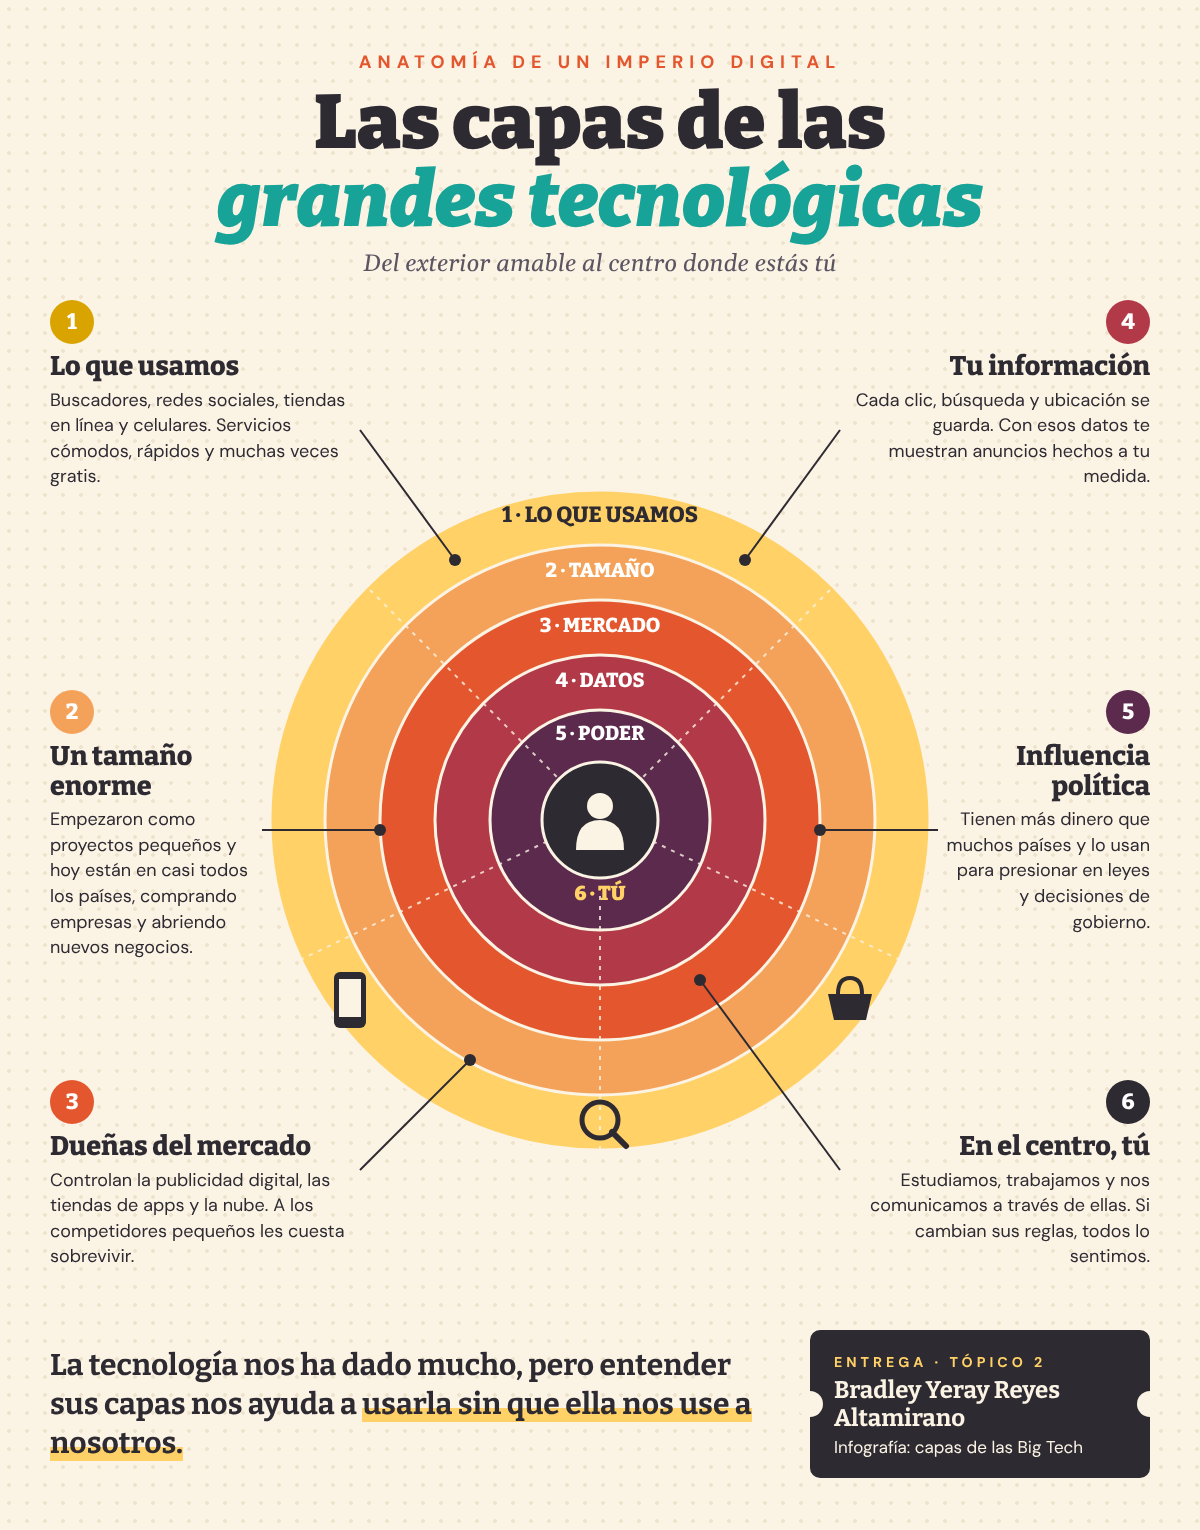 ANATOMÍA DE UN IMPERIO DIGITAL
Las capas de las
grandes tecnológicas
Del exterior amable al centro donde estás tú
1
Lo que usamos
Buscadores, redes sociales, tiendas
en línea y celulares. Servicios
cómodos, rápidos y muchas veces
gratis.
4
Tu información
Cada clic, búsqueda y ubicación se
guarda. Con esos datos te
muestran anuncios hechos a tu
medida.
1 · LO QUE USAMOS
2 · TAMAÑO
3 · MERCADO
4 · DATOS
5 · PODER
6 · TÚ
2
Un tamaño
enorme
Empezaron como
proyectos pequeños y
hoy están en casi todos
los países, comprando
empresas y abriendo
nuevos negocios.
5
Influencia
política
Tienen más dinero que
muchos países y lo usan
para presionar en leyes
y decisiones de
gobierno.
3
Dueñas del mercado
Controlan la publicidad digital, las
tiendas de apps y la nube. A los
competidores pequeños les cuesta
sobrevivir.
6
En el centro, tú
Estudiamos, trabajamos y nos
comunicamos a través de ellas. Si
cambian sus reglas, todos lo
sentimos.
La tecnología nos ha dado mucho, pero entender
sus capas nos ayuda a usarla sin que ella nos use a
nosotros.
ENTREGA · TÓPICO 2
Bradley Yeray Reyes
Altamirano
Infografía: capas de las Big Tech